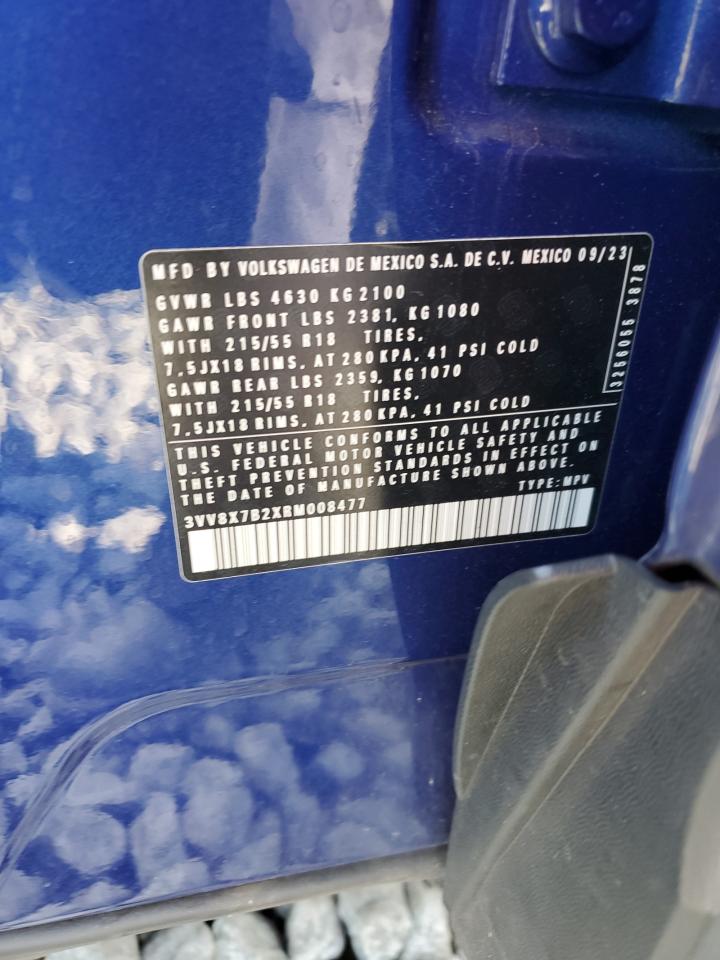 MFD BY VOLKSWAGEN DE MEXICO S.A. DE C.V. MEXICO 09/23
GVWR LBS 4630 KG 2100
GAWR FRONT LBS 2381, KG 1080
WITH 215/55 R18 TIRES,
7,5JX18 RIMS, AT 280 KPA, 41 PSI COLD
GAWR REAR LBS 2359, KG 1070
WITH 215/55 R18 TIRES,
7,5JX18 RIMS, AT 280 KPA, 41 PSI COLD
3256055 3878
THIS VEHICLE CONFORMS TO ALL APPLICABLE
U.S. FEDERAL MOTOR VEHICLE SAFETY AND
THEFT PREVENTION STANDARDS IN EFFECT ON
THE DATE OF MANUFACTURE SHOWN ABOVE.
3VV8X7B2XRM008477 TYPE: MPV